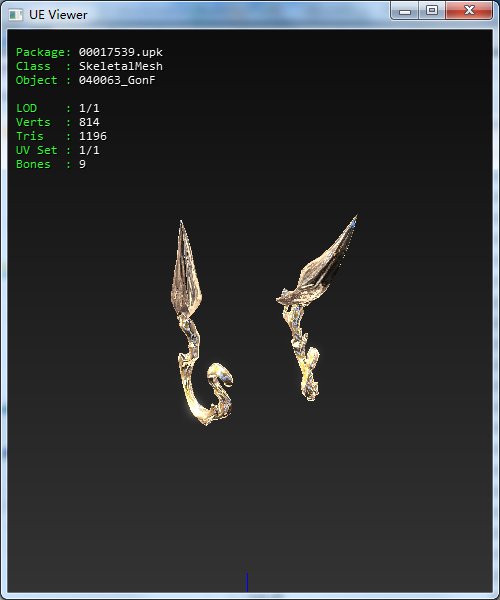 UE Viewer
Package: 00017539.upk
Class  : SkeletalMesh
Object : 040063_GonF
LOD    : 1/1
Verts  : 814
Tris   : 1196
UV Set : 1/1
Bones  : 9